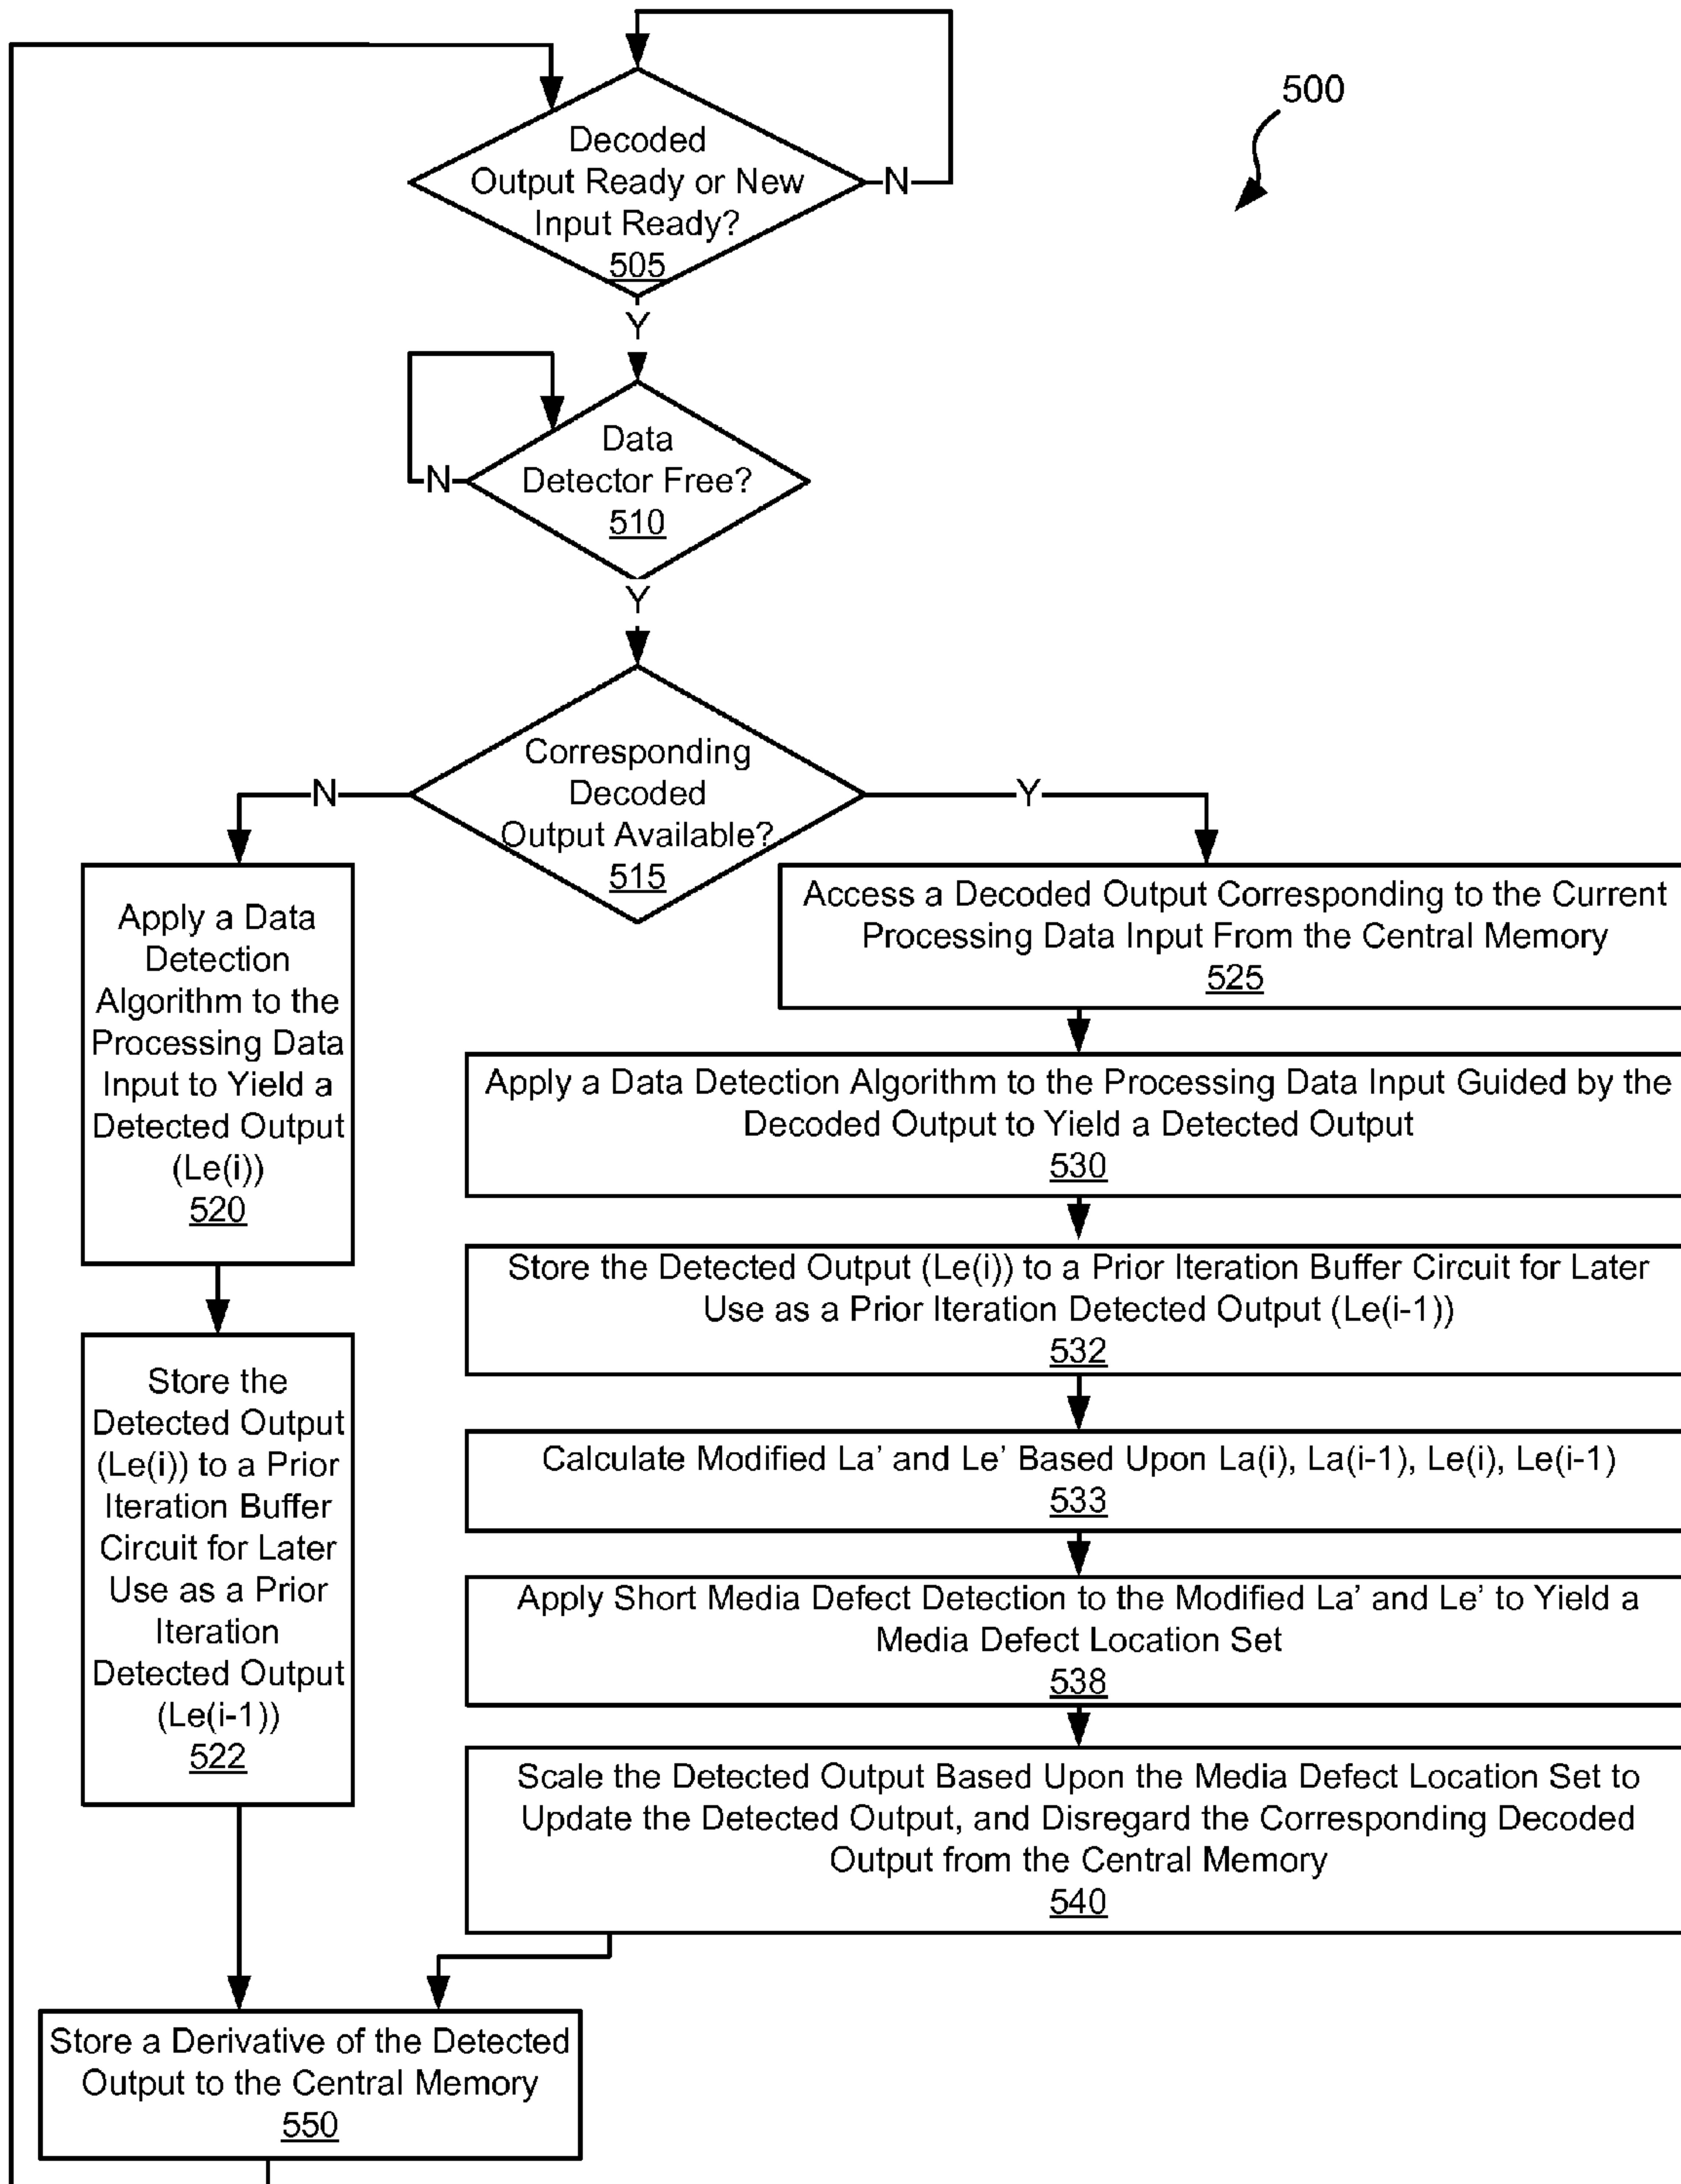 500
Decoded
Output Ready or New
Input Ready?
505
N
Y
Data
Detector Free?
510
N
Y
Corresponding
Decoded
Output Available?
515
N
Y
Apply a Data
Detection
Algorithm to the
Processing Data
Input to Yield a
Detected Output
(Le(i))
520
Store the
Detected Output
(Le(i)) to a Prior
Iteration Buffer
Circuit for Later
Use as a Prior
Iteration
Detected Output
(Le(i-1))
522
Access a Decoded Output Corresponding to the Current
Processing Data Input From the Central Memory
525
Apply a Data Detection Algorithm to the Processing Data Input Guided by the
Decoded Output to Yield a Detected Output
530
Store the Detected Output (Le(i)) to a Prior Iteration Buffer Circuit for Later
Use as a Prior Iteration Detected Output (Le(i-1))
532
Calculate Modified La’ and Le’ Based Upon La(i), La(i-1), Le(i), Le(i-1)
533
Apply Short Media Defect Detection to the Modified La’ and Le’ to Yield a
Media Defect Location Set
538
Scale the Detected Output Based Upon the Media Defect Location Set to
Update the Detected Output, and Disregard the Corresponding Decoded
Output from the Central Memory
540
Store a Derivative of the Detected
Output to the Central Memory
550